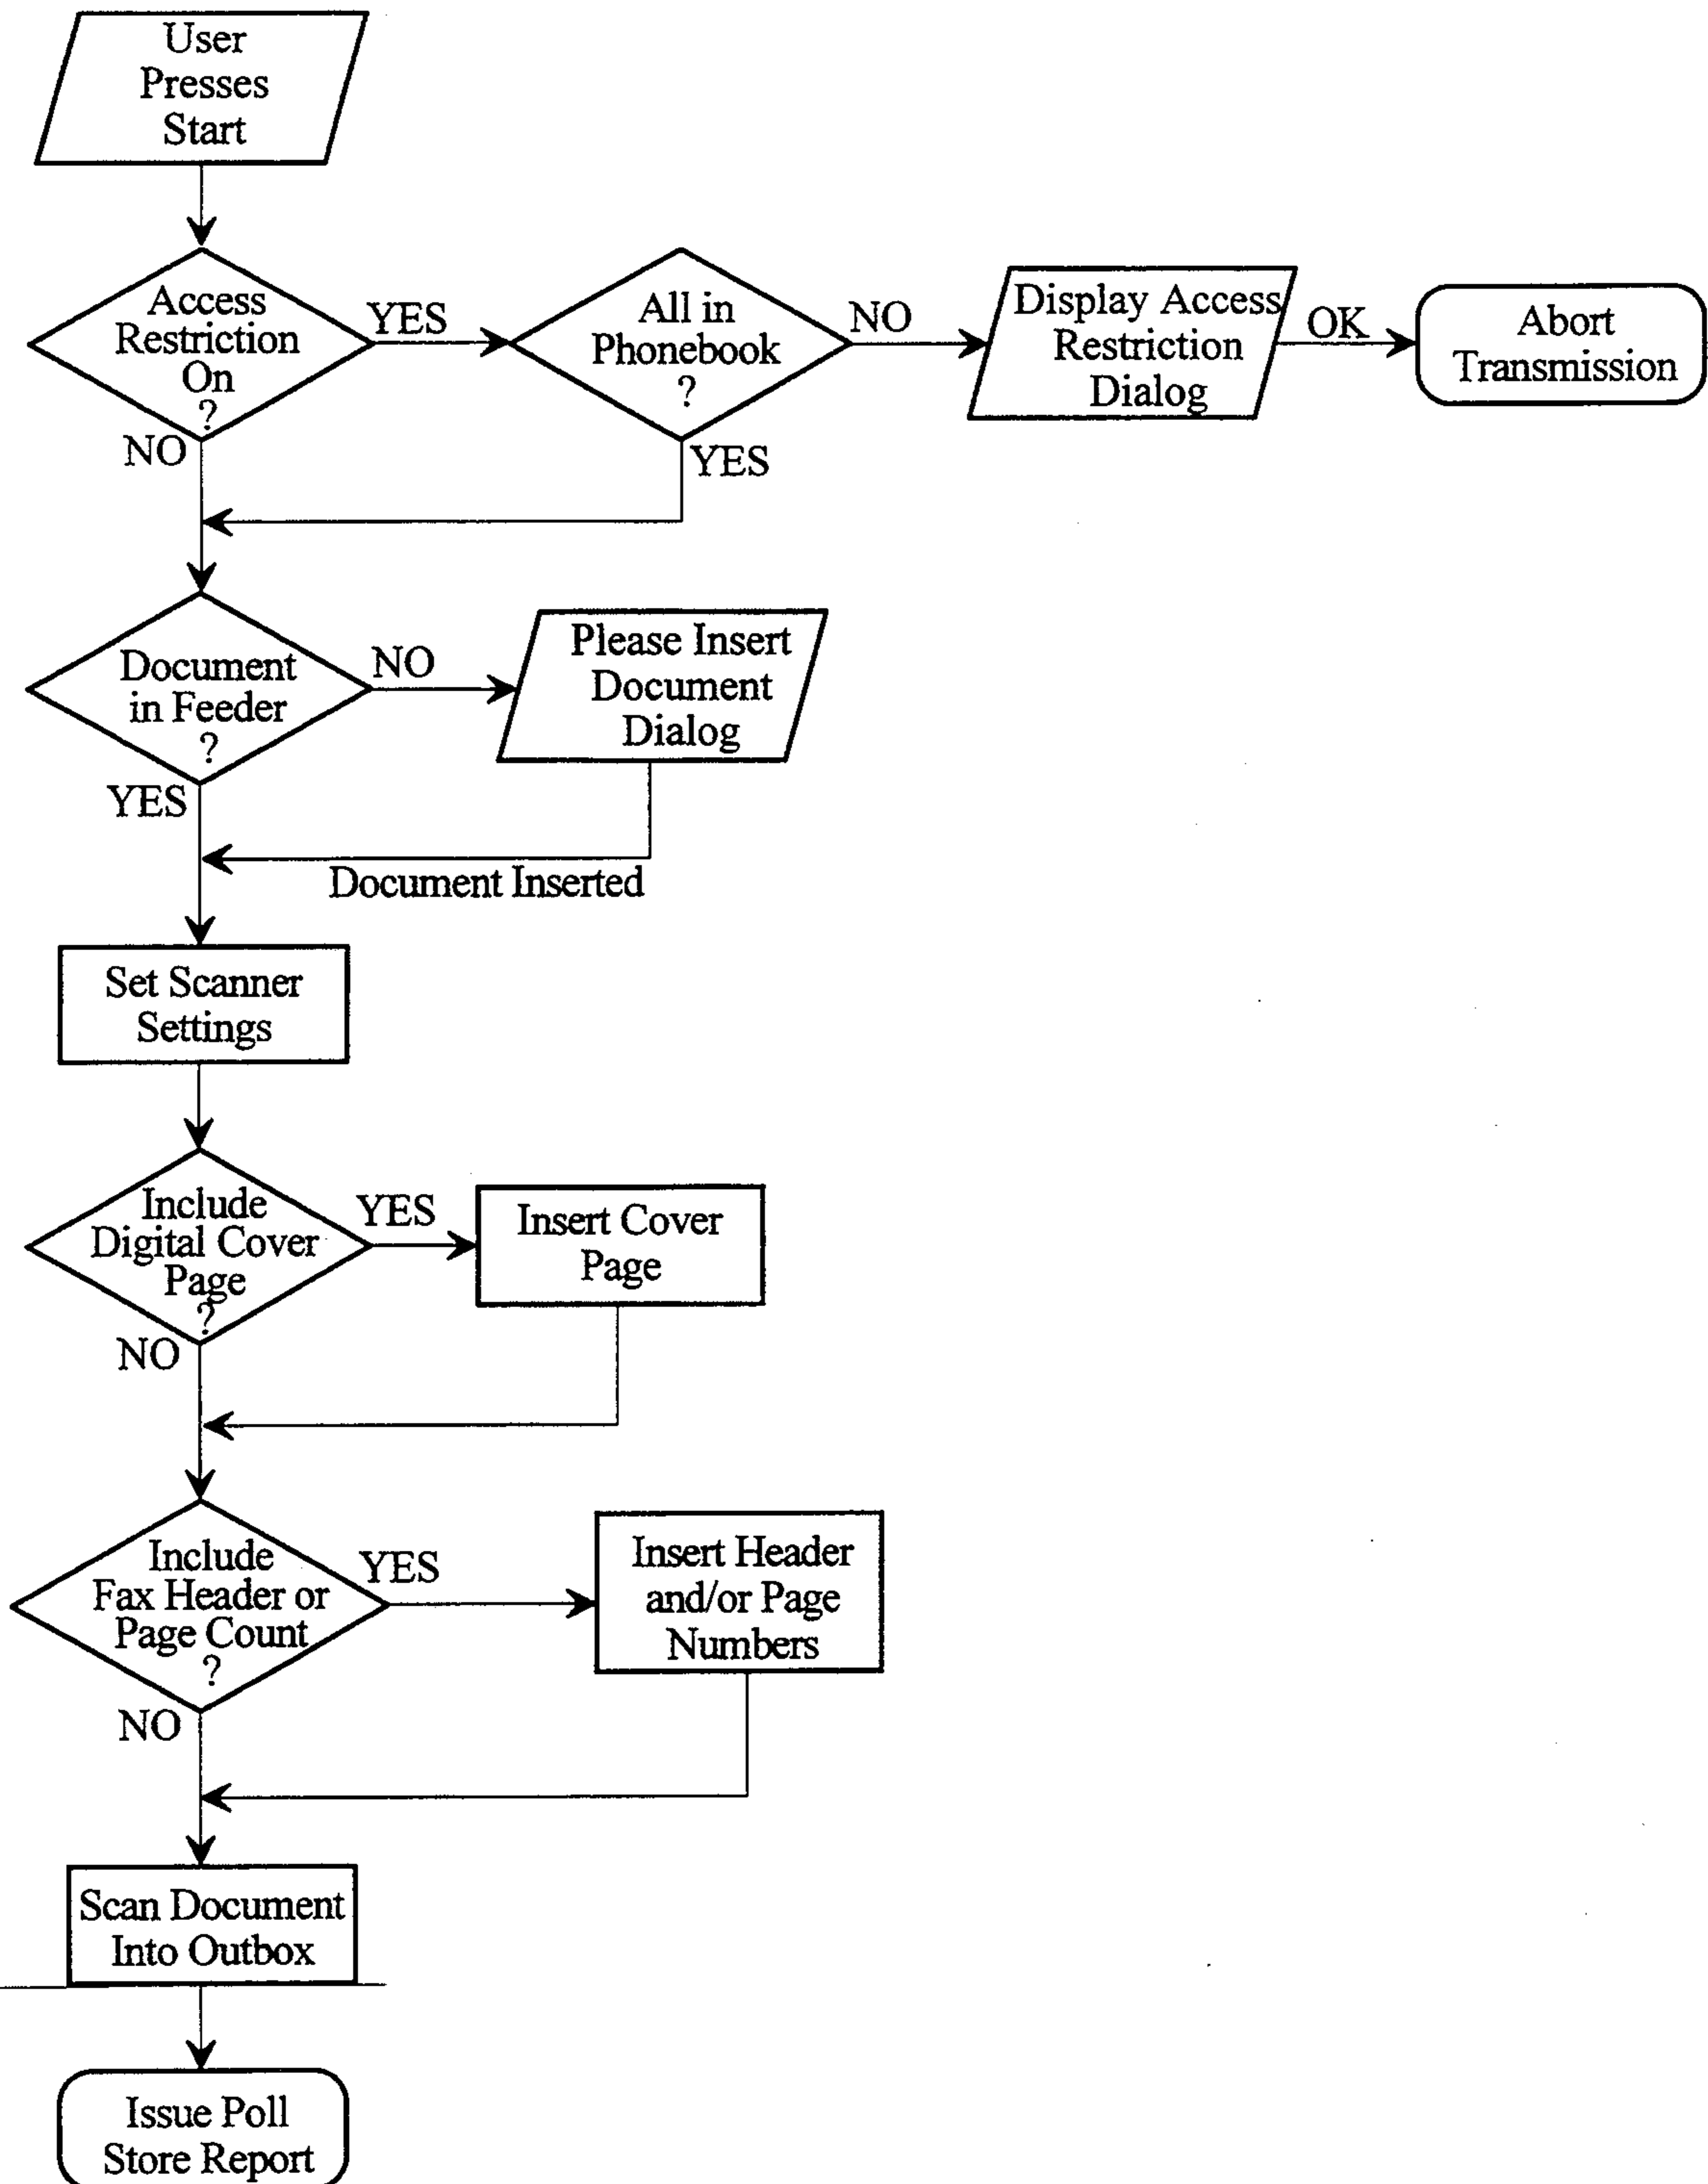 User
Presses
Start
Access
Restriction
On
?
YES
All in
Phonebook
?
NO
Display Access
Restriction
Dialog
OK
Abort
Transmission
NO
YES
Document
in Feeder
?
NO
Please Insert
Document
Dialog
YES
Document Inserted
Set Scanner
Settings
Include
Digital Cover
Page
?
YES
Insert Cover
Page
NO
Include
Fax Header or
Page Count
?
YES
Insert Header
and/or Page
Numbers
NO
Scan Document
Into Outbox
Issue Poll
Store Report